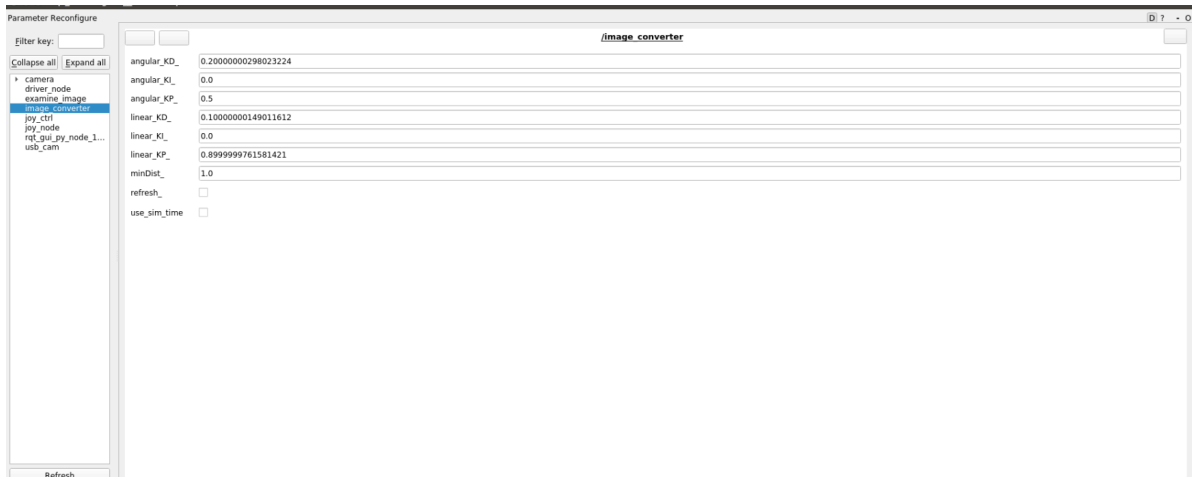 Parameter Reconfigure
D ? - O
Filter key:
/image_converter
Collapse all Expand all
camera
driver_node
examine_image
image_converter
joy_ctrl
joy_node
rqt_gui_py_node_1...
usb_cam
angular_KD_ 0.20000000298023224
angular_KI_ 0.0
angular_KP_ 0.5
linear_KD_ 0.10000000149011612
linear_KI_ 0.0
linear_KP_ 0.8999999761581421
minDist_ 1.0
refresh_
use_sim_time
Refresh